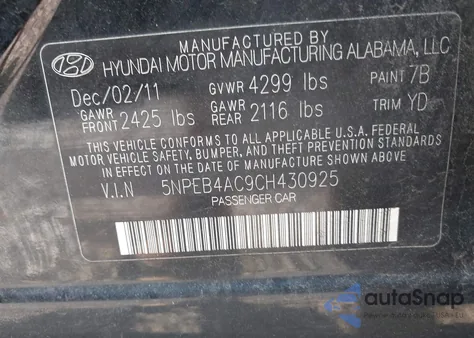 MANUFACTURED BY
HYUNDAI MOTOR MANUFACTURING ALABAMA, LLC
Dec/02/11 GVWR 4299 lbs PAINT 7B
GAWR FRONT 2425 lbs GAWR REAR 2116 lbs TRIM YD
THIS VEHICLE CONFORMS TO ALL APPLICABLE U.S.A. FEDERAL
MOTOR VEHICLE SAFETY, BUMPER, AND THEFT PREVENTION
STANDARDS IN EFFECT ON THE DATE OF MANUFACTURE SHOWN ABOVE.
V.I.N 5NPEB4AC9CH430925
PASSENGER CAR
autoSnap